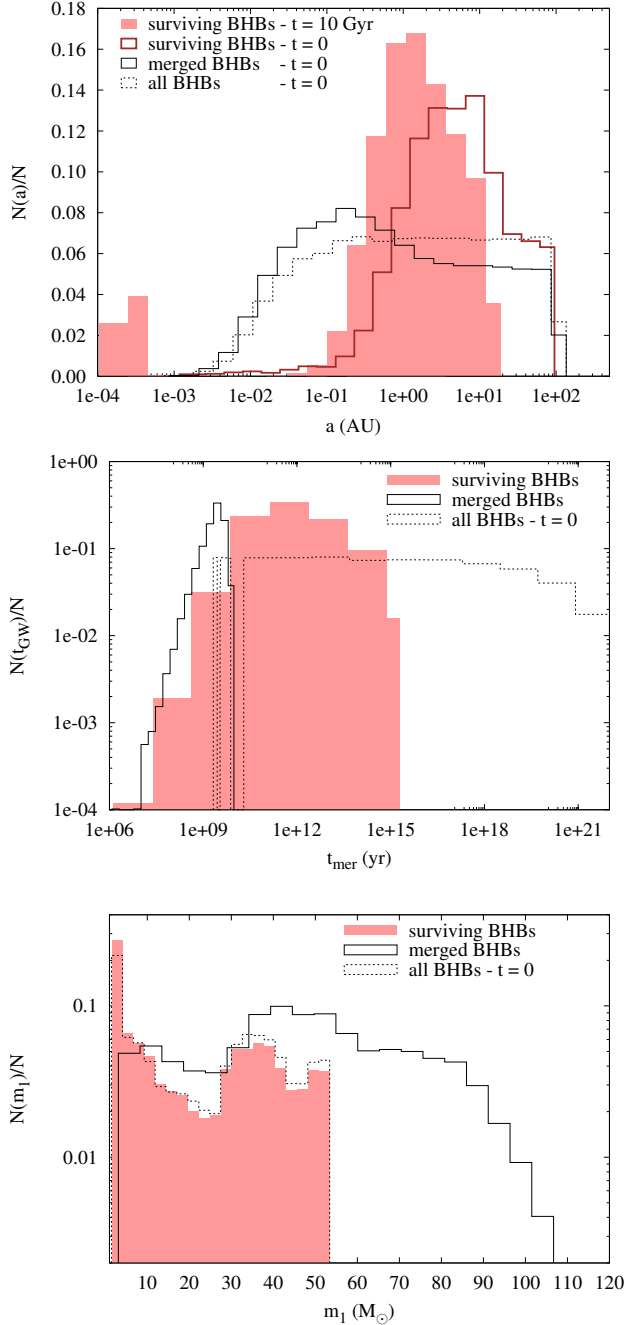 0.18
0.16
0.14
0.12
0.10
0.08
0.06
0.04
0.02
0.00
N(a)/N
surviving BHBs - t = 10 Gyr
surviving BHBs - t = 0
merged BHBs - t = 0
all BHBs - t = 0
1e-04 1e-03 1e-02 1e-01 1e+00 1e+01 1e+02
a (AU)
1e+00
1e-01
1e-02
1e-03
1e-04
N(t_GW)/N
surviving BHBs
merged BHBs
all BHBs - t = 0
1e+06 1e+09 1e+12 1e+15 1e+18 1e+21
t_mer (yr)
0.1
0.01
N(m_1)/N
surviving BHBs
merged BHBs
all BHBs - t = 0
10 20 30 40 50 60 70 80 90 100 110 120
m_1 (M_⊙)